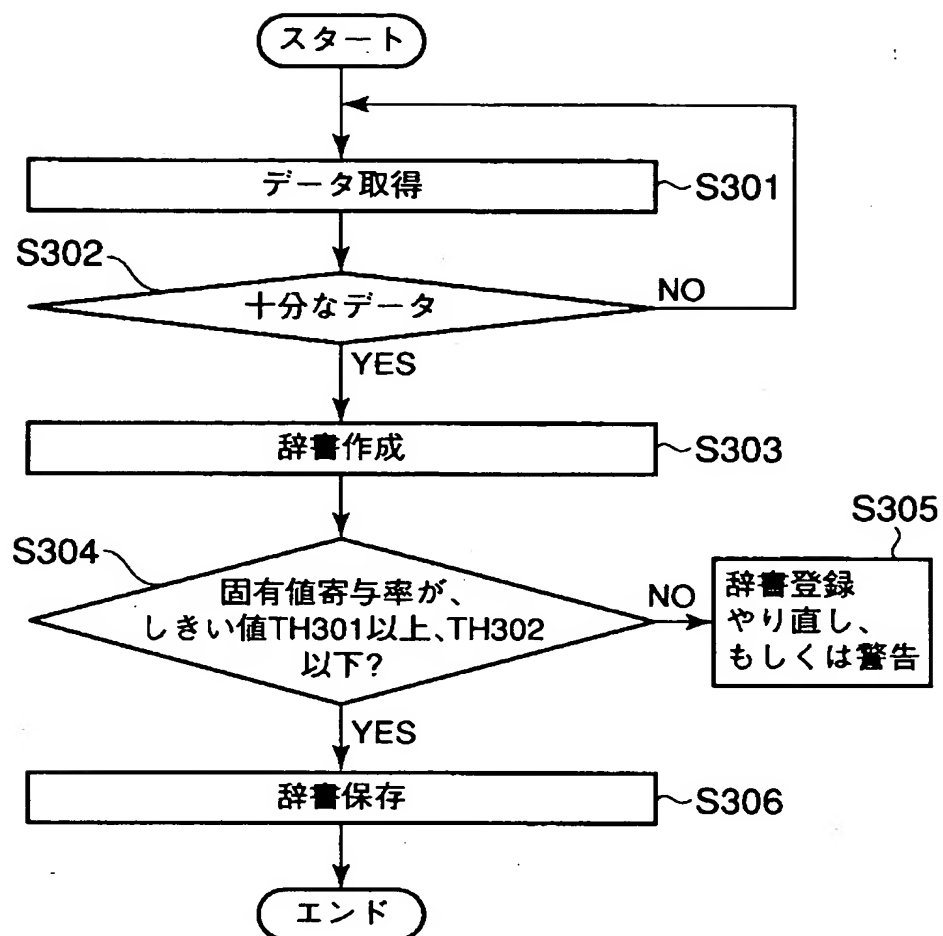 スタート
データ取得
S301
S302
十分なデータ
NO
YES
辞書作成
S303
S304
固有値寄与率が、
しきい値TH301以上、TH302
以下?
NO
S305
辞書登録
やり直し、
もしくは警告
YES
辞書保存
S306
エンド